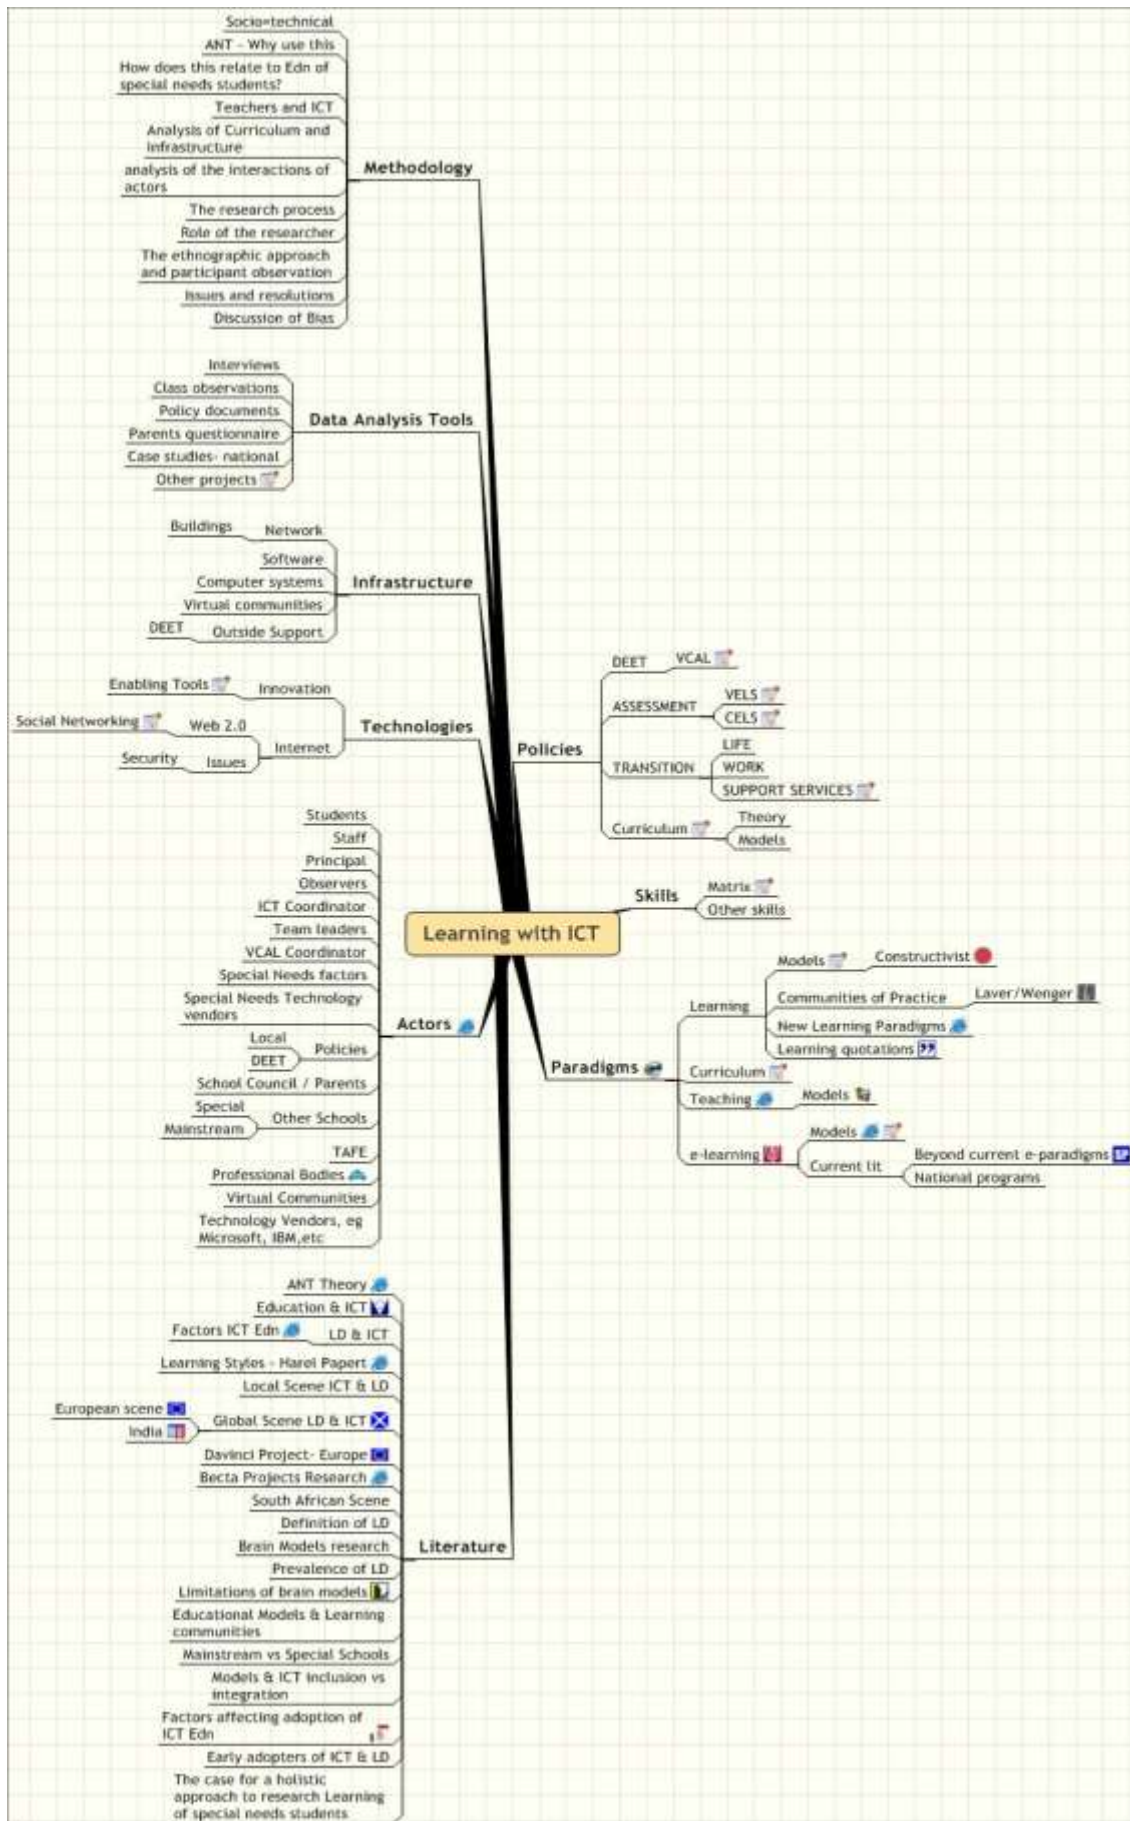 Socio=technical
ANT - Why use this
How does this relate to Edn of
special needs students?
Teachers and ICT
Analysis of Curriculum and
Infrastructure
analysis of the interactions of
actors
The research process
Role of the researcher
The ethnographic approach
and participant observation
Issues and resolutions
Discussion of Bias
Methodology
Interviews
Class observations
Policy documents
Parents questionnaire
Case studies- national
Other projects
Data Analysis Tools
Buildings
Network
Software
Computer systems
Virtual communities
DEET
Outside Support
Infrastructure
Enabling Tools
Innovation
Social Networking
Web 2.0
Security
Issues
Internet
Technologies
Students
Staff
Principal
Observers
ICT Coordinator
Team leaders
VCAL Coordinator
Special Needs factors
Special Needs Technology
vendors
Local
DEET
Policies
School Council / Parents
Special
Mainstream
Other Schools
TAFE
Professional Bodies
Virtual Communities
Technology Vendors, eg
Microsoft, IBM,etc
Actors
ANT Theory
Education & ICT
Factors ICT Edn
LD & ICT
Learning Styles - Harel Papert
Local Scene ICT & LD
European scene
India
Global Scene LD & ICT
Davinci Project- Europe
Becta Projects Research
South African Scene
Definition of LD
Brain Models research
Prevalence of LD
Limitations of brain models
Educational Models & Learning
communities
Mainstream vs Special Schools
Models & ICT inclusion vs
integration
Factors affecting adoption of
ICT Edn
Early adopters of ICT & LD
The case for a holistic
approach to research Learning
of special needs students
Literature
Learning with ICT
Policies
DEET
VCAL
ASSESSMENT
VELS
CELS
TRANSITION
LIFE
WORK
SUPPORT SERVICES
Curriculum
Theory
Models
Skills
Matrix
Other skills
Paradigms
Learning
Models
Constructivist
Communities of Practice
Laver/Wenger
New Learning Paradigms
Learning quotations
Curriculum
Teaching
Models
e-learning
Models
Current lit
Beyond current e-paradigms
SP
National programs